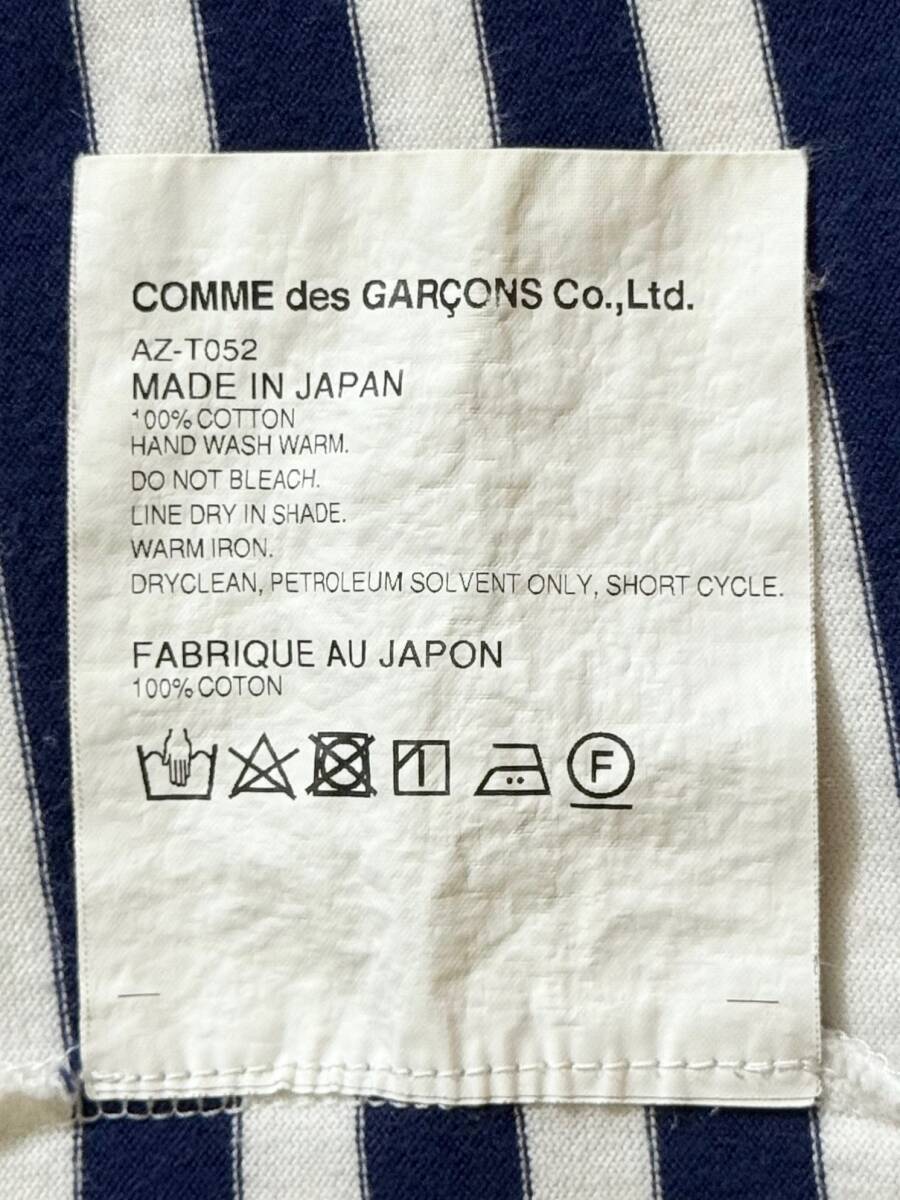 COMME des GARÇONS Co.,Ltd.
AZ-T052
MADE IN JAPAN
100% COTTON
HAND WASH WARM.
DO NOT BLEACH.
LINE DRY IN SHADE.
WARM IRON.
DRYCLEAN, PETROLEUM SOLVENT ONLY, SHORT CYCLE.
FABRIQUE AU JAPON
100% COTON
F